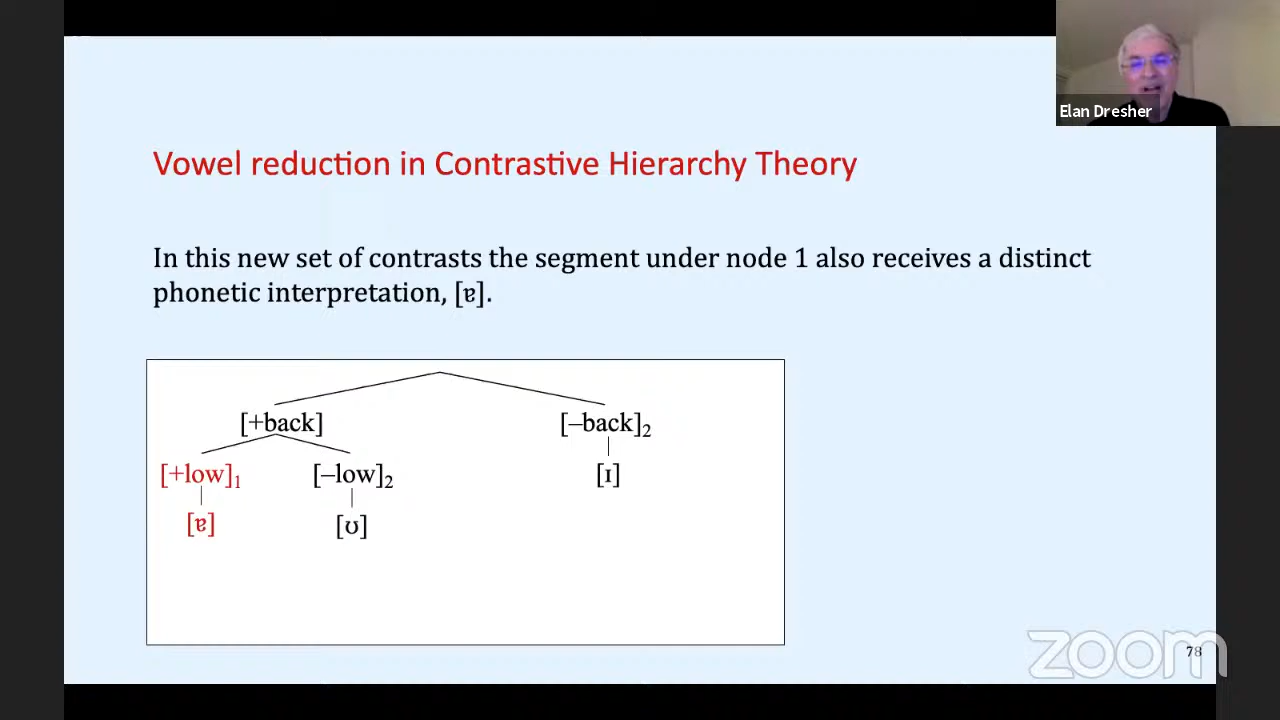 Elan Dresher
Vowel reduction in Contrastive Hierarchy Theory
In this new set of contrasts the segment under node 1 also receives a distinct
phonetic interpretation, [ɐ].
[+back] [–back]₂
[+low]₁ [–low]₂ [ɪ]
[ɐ] [ʊ]
zoom
78